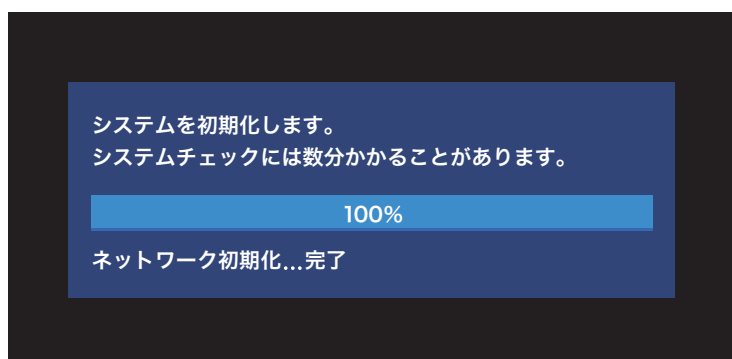 システムを初期化します。
システムチェックには数分かかることがあります。
100%
ネットワーク初期化...完了